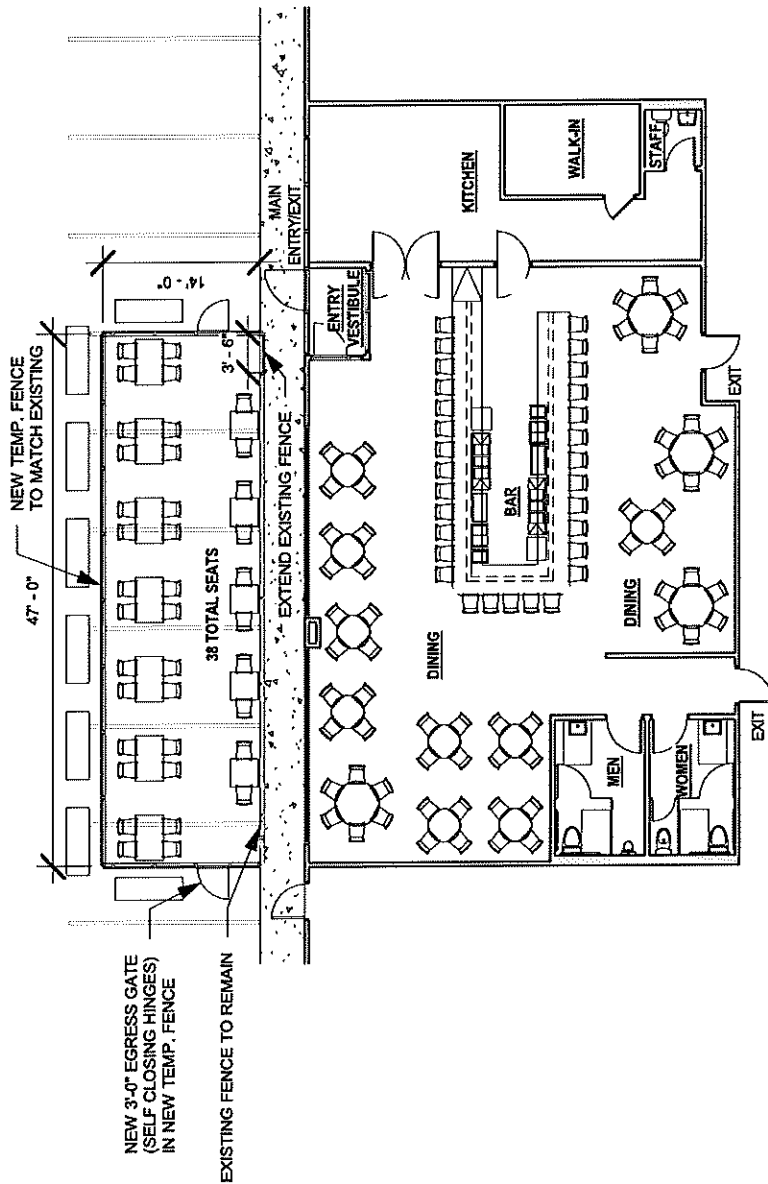 NEW TEMP. FENCE
TO MATCH EXISTING
47' - 0"
14' - 0"
3' - 6"
MAIN
ENTRY/EXIT
ENTRY
VESTIBULE
EXTEND EXISTING FENCE
38 TOTAL SEATS
NEW 3'-0" EGRESS GATE
(SELF CLOSING HINGES)
IN NEW TEMP. FENCE
EXISTING FENCE TO REMAIN
KITCHEN
WALK-IN
STAFF
BAR
DINING
DINING
MEN
WOMEN
EXIT
EXIT